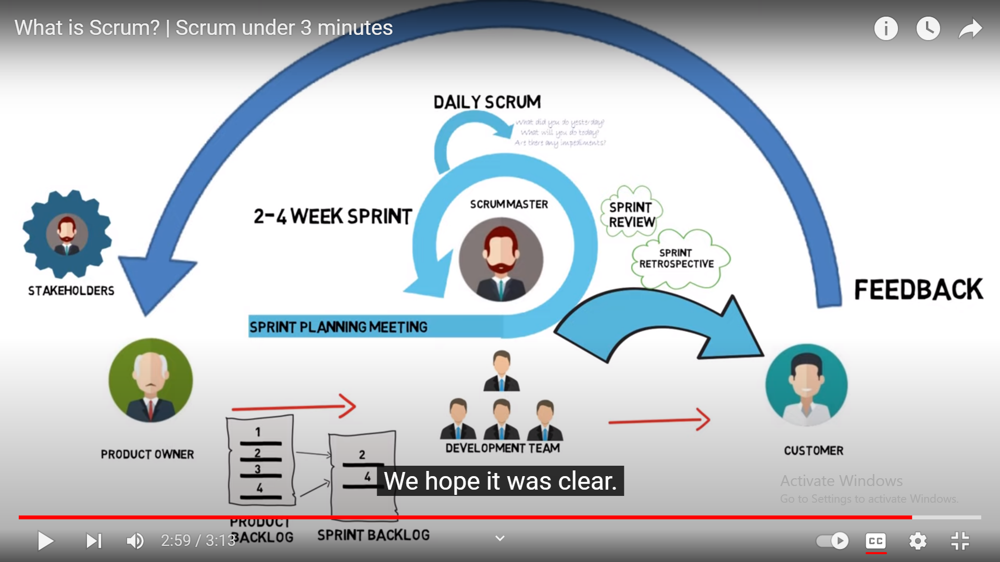 What is Scrum? | Scrum under 3 minutes
DAILY SCRUM
What did you do yesterday?
What will you do today?
Are there any impediments?
SCRUM MASTER
2-4 WEEK SPRINT
SPRINT
REVIEW
SPRINT
RETROSPECTIVE
STAKEHOLDERS
FEEDBACK
SPRINT PLANNING MEETING
PRODUCT OWNER
DEVELOPMENT TEAM
CUSTOMER
1
2
3
4
2
4
We hope it was clear.
Activate Windows
Go to Settings to activate Windows.
PRODUCT
BACKLOG
SPRINT BACKLOG
2:59 / 3:13
CC